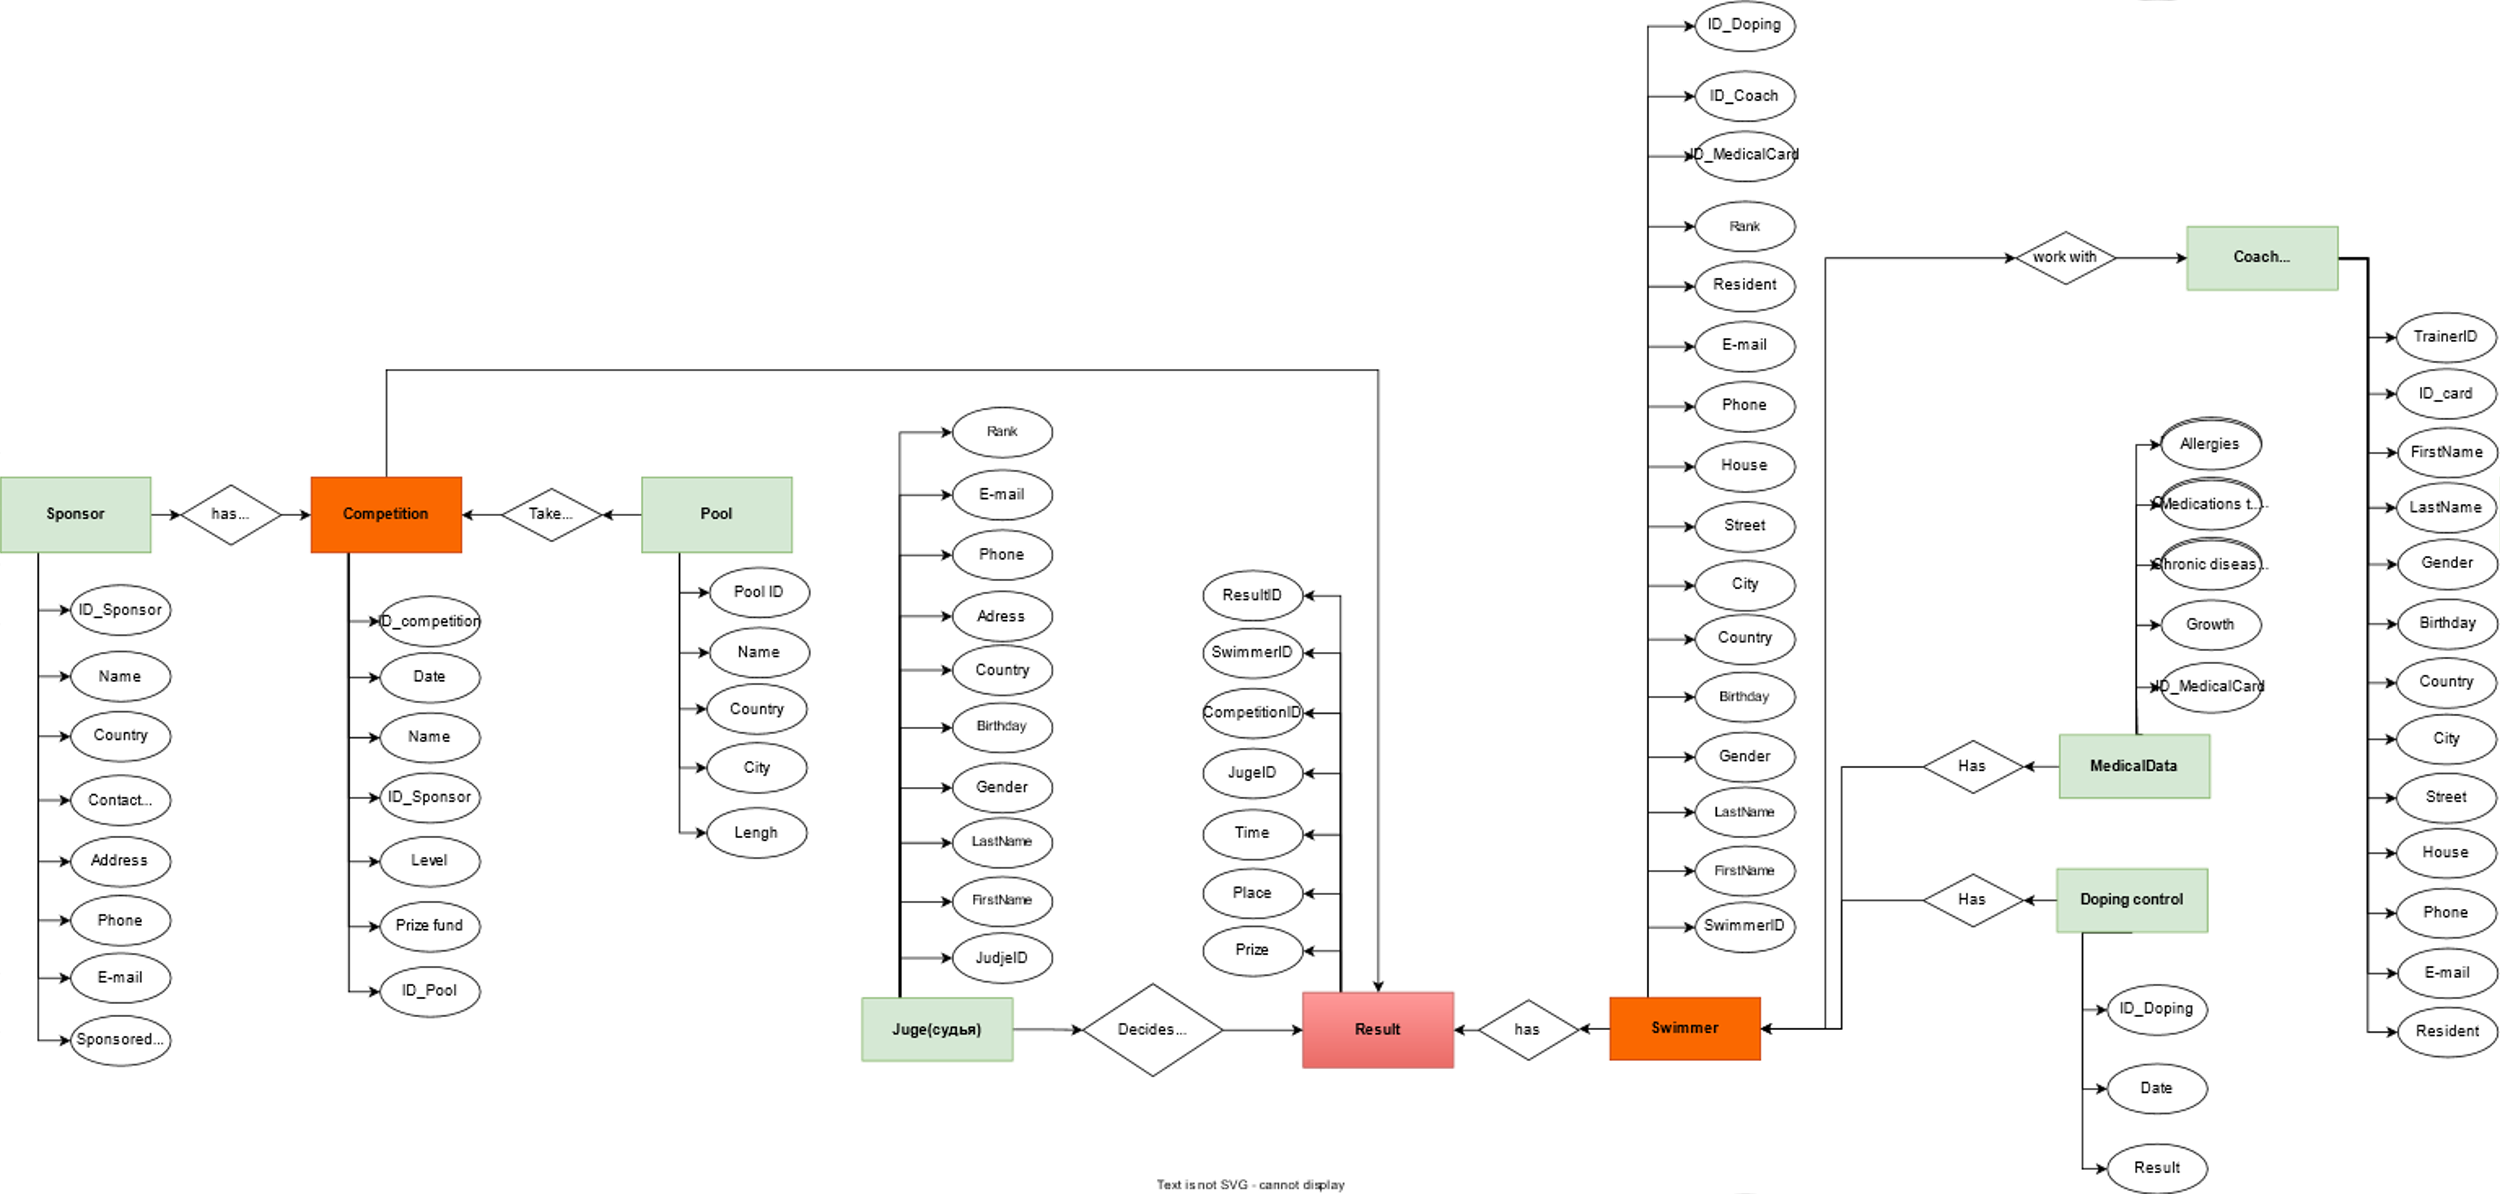 Sponsor
has...
Competition
Take...
Pool
ID_Sponsor
Name
Country
Contact...
Address
Phone
E-mail
Sponsored...
ID_competition
Date
Name
ID_Sponsor
Level
Prize fund
ID_Pool
Pool ID
Name
Country
City
Lengh
Rank
E-mail
Phone
Adress
Country
Birthday
Gender
LastName
FirstName
JudjeID
Juge(судья)
Decides...
ResultID
SwimmerID
CompetitionID
JugeID
Time
Place
Prize
Result
has
Swimmer
ID_Doping
ID_Coach
ID_MedicalCard
Rank
Resident
E-mail
Phone
House
Street
City
Country
Birthday
Gender
LastName
FirstName
SwimmerID
work with
Coach...
TrainerID
ID_card
FirstName
LastName
Gender
Birthday
Country
City
Street
House
Phone
E-mail
Resident
Allergies
Medications t...
Chronic diseas...
Growth
ID_MedicalCard
Has
MedicalData
Has
Doping control
ID_Doping
Date
Result
Text is not SVG - cannot display